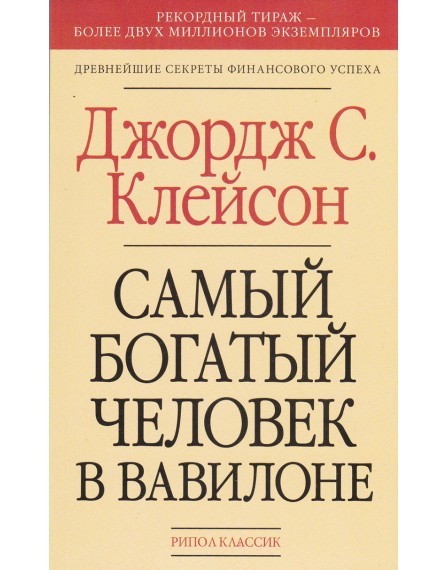 РЕКОРДНЫЙ ТИРАЖ –
БОЛЕЕ ДВУХ МИЛЛИОНОВ ЭКЗЕМПЛЯРОВ
ДРЕВНЕЙШИЕ СЕКРЕТЫ ФИНАНСОВОГО УСПЕХА
Джордж С.
Клейсон
САМЫЙ
БОГАТЫЙ
ЧЕЛОВЕК
В ВАВИЛОНЕ
РИПОЛ КЛАССИК